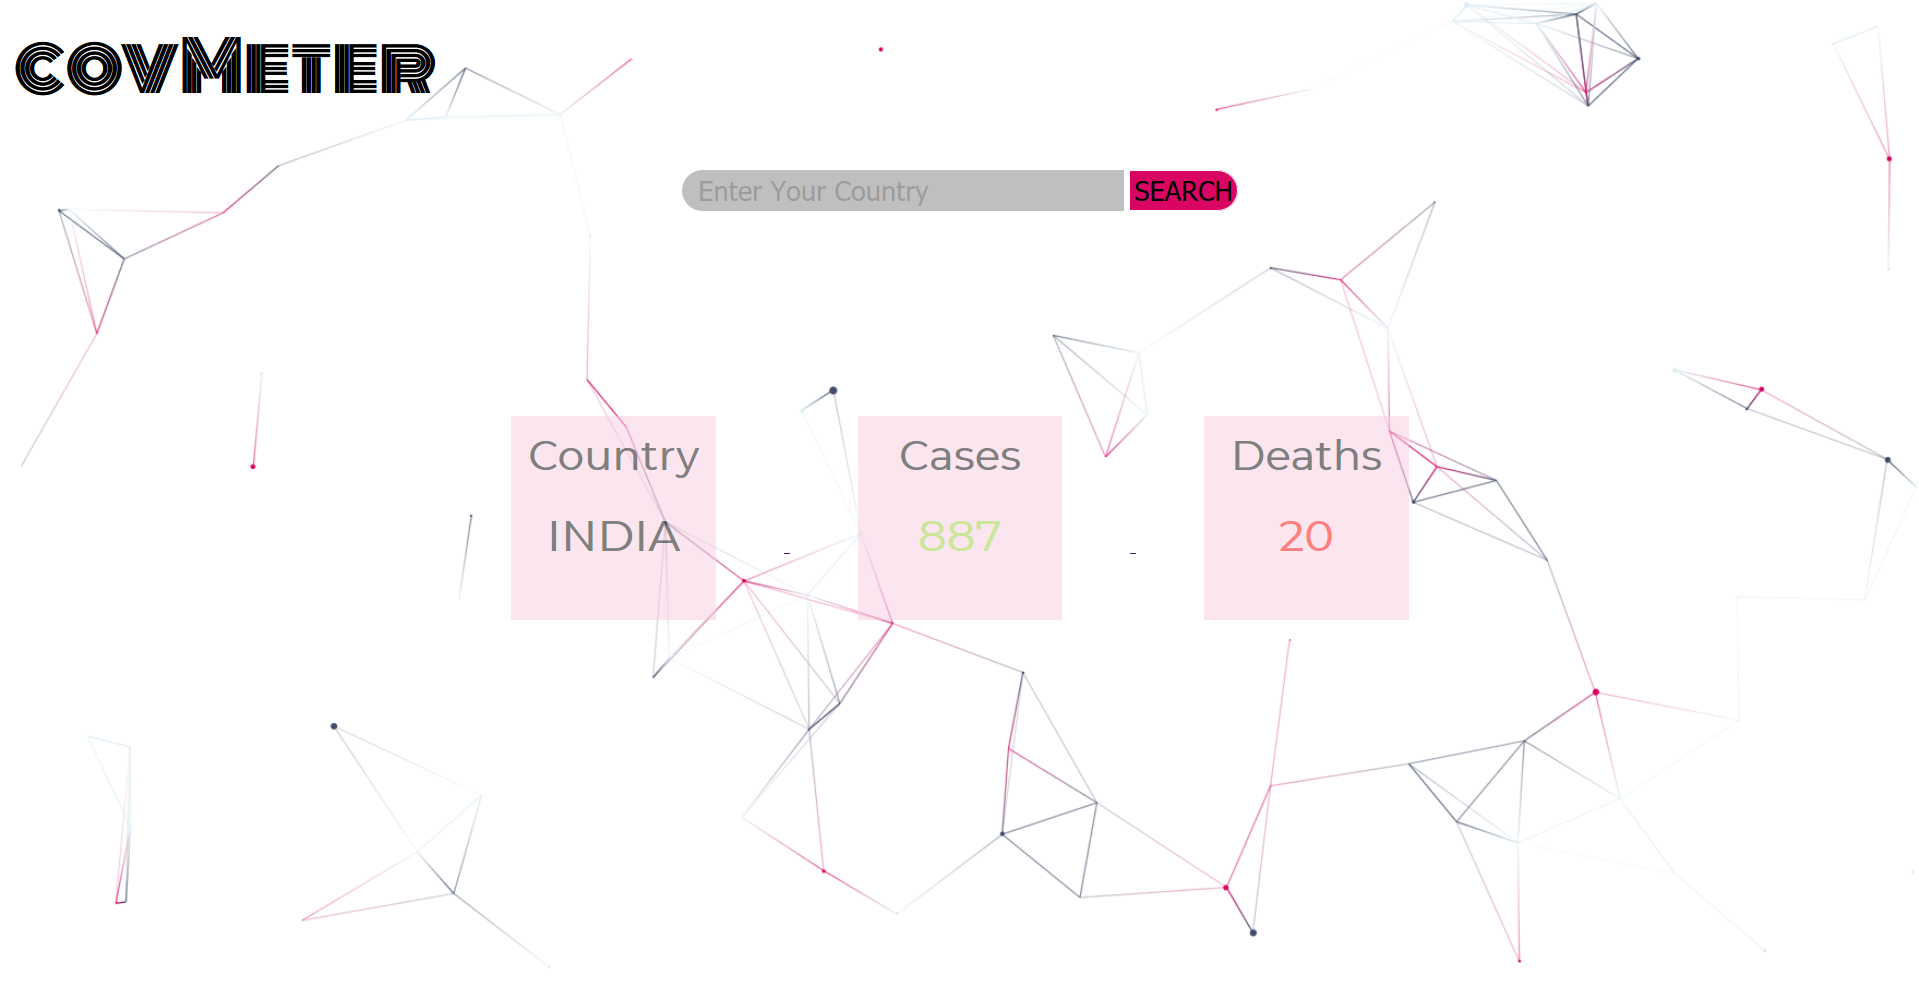 COVMETER
Enter Your Country
SEARCH
Country
INDIA
-
Cases
887
-
Deaths
20